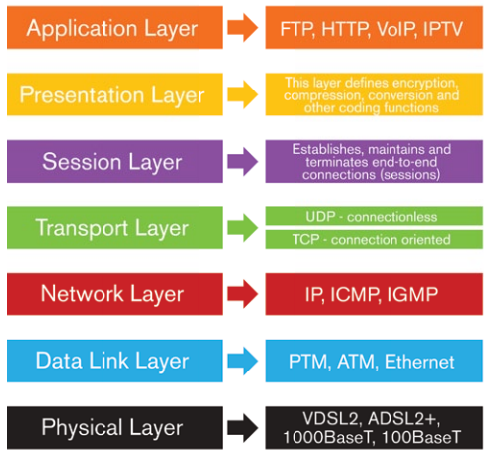 Application Layer
FTP, HTTP, VoIP, IPTV
Presentation Layer
This layer defines encryption,
compression, conversion and
other coding functions
Session Layer
Establishes, maintains and
terminates end-to-end
connections (sessions)
Transport Layer
UDP - connectionless
TCP - connection oriented
Network Layer
IP, ICMP, IGMP
Data Link Layer
PTM, ATM, Ethernet
Physical Layer
VDSL2, ADSL2+,
1000BaseT, 100BaseT